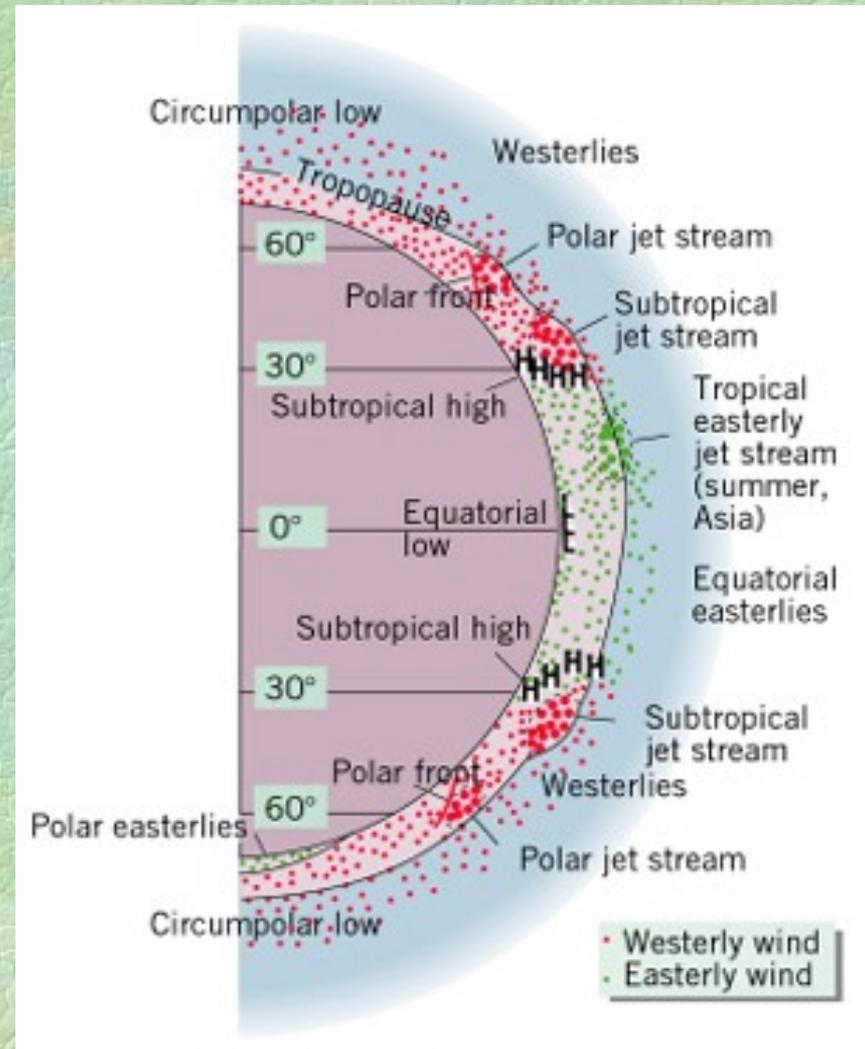 Circumpolar low
Westerlies
Tropopause
Polar jet stream
60°
Polar front
Subtropical
jet stream
30°
H H H H
Subtropical high
Tropical
easterly
jet stream
(summer,
Asia)
Equatorial
low
0°
L
L
Equatorial
easterlies
Subtropical high
H H H H
30°
Subtropical
jet stream
Polar front
Westerlies
60°
Polar easterlies
Polar jet stream
Circumpolar low
Westerly wind
Easterly wind